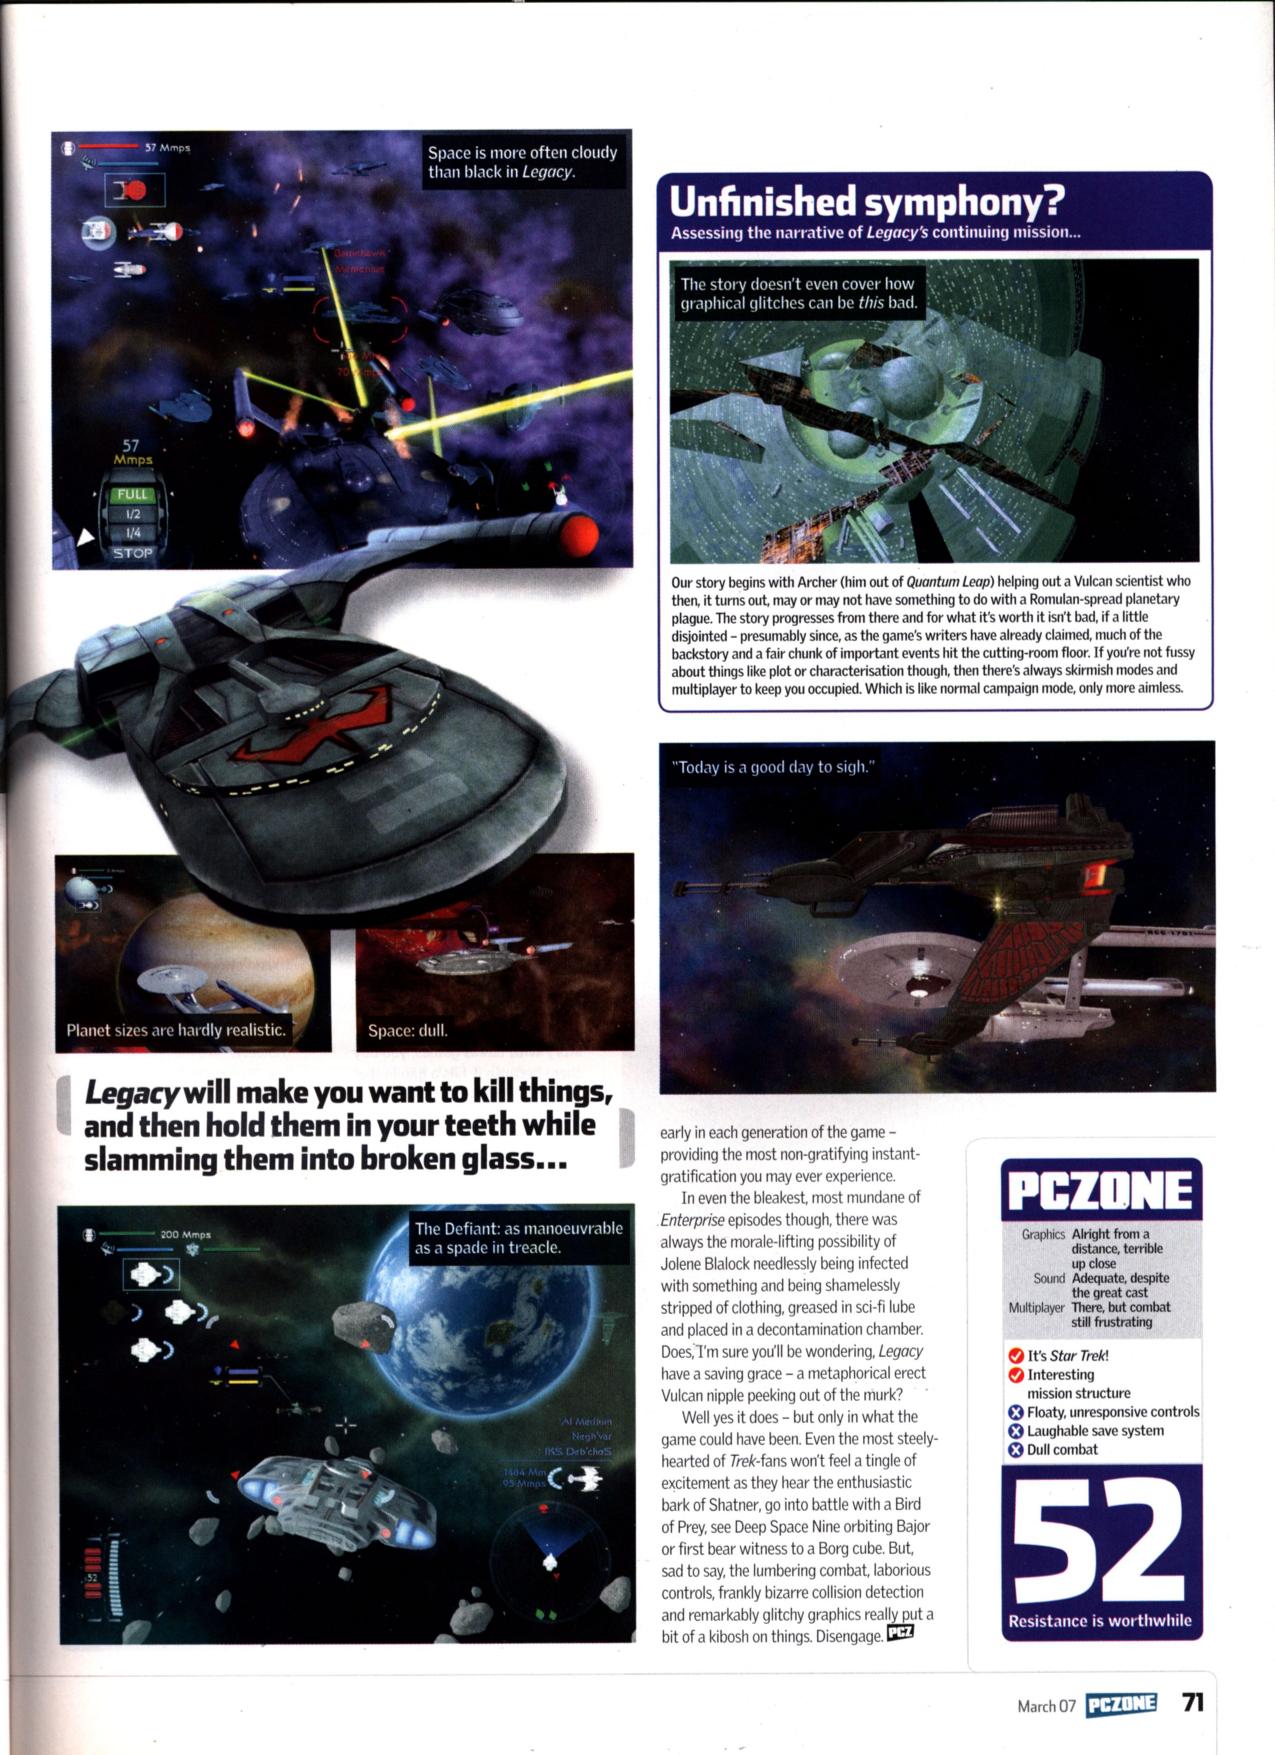 57 Mmps
Space is more often cloudy
than black in Legacy.
57
Mmps
FULL
1/2
1/4
STOP
Planet sizes are hardly realistic.
Space: dull.
Legacy will make you want to kill things,
and then hold them in your teeth while
slamming them into broken glass...
200 Mmps
The Defiant: as manoeuvrable
as a spade in treacle.
Al Medium
Negh'var
IKS Deb'chaS
1484 Mm
95 Mmps
52
Unfinished symphony?
Assessing the narrative of Legacy's continuing mission...
The story doesn't even cover how
graphical glitches can be this bad.
Our story begins with Archer (him out of Quantum Leap) helping out a Vulcan scientist who
then, it turns out, may or may not have something to do with a Romulan-spread planetary
plague. The story progresses from there and for what it's worth it isn't bad, if a little
disjointed – presumably since, as the game's writers have already claimed, much of the
backstory and a fair chunk of important events hit the cutting-room floor. If you're not fussy
about things like plot or characterisation though, then there's always skirmish modes and
multiplayer to keep you occupied. Which is like normal campaign mode, only more aimless.
"Today is a good day to sigh."
early in each generation of the game –
providing the most non-gratifying instant-
gratification you may ever experience.
In even the bleakest, most mundane of
Enterprise episodes though, there was
always the morale-lifting possibility of
Jolene Blalock needlessly being infected
with something and being shamelessly
stripped of clothing, greased in sci-fi lube
and placed in a decontamination chamber.
Does, I'm sure you'll be wondering, Legacy
have a saving grace – a metaphorical erect
Vulcan nipple peeking out of the murk?
Well yes it does – but only in what the
game could have been. Even the most steely-
hearted of Trek-fans won't feel a tingle of
excitement as they hear the enthusiastic
bark of Shatner, go into battle with a Bird
of Prey, see Deep Space Nine orbiting Bajor
or first bear witness to a Borg cube. But,
sad to say, the lumbering combat, laborious
controls, frankly bizarre collision detection
and remarkably glitchy graphics really put a
bit of a kibosh on things. Disengage. PCZ
PCZONE
Graphics Alright from a
distance, terrible
up close
Sound Adequate, despite
the great cast
Multiplayer There, but combat
still frustrating
It's Star Trek!
Interesting
mission structure
Floaty, unresponsive controls
Laughable save system
Dull combat
52
Resistance is worthwhile
March 07 PCZONE 71